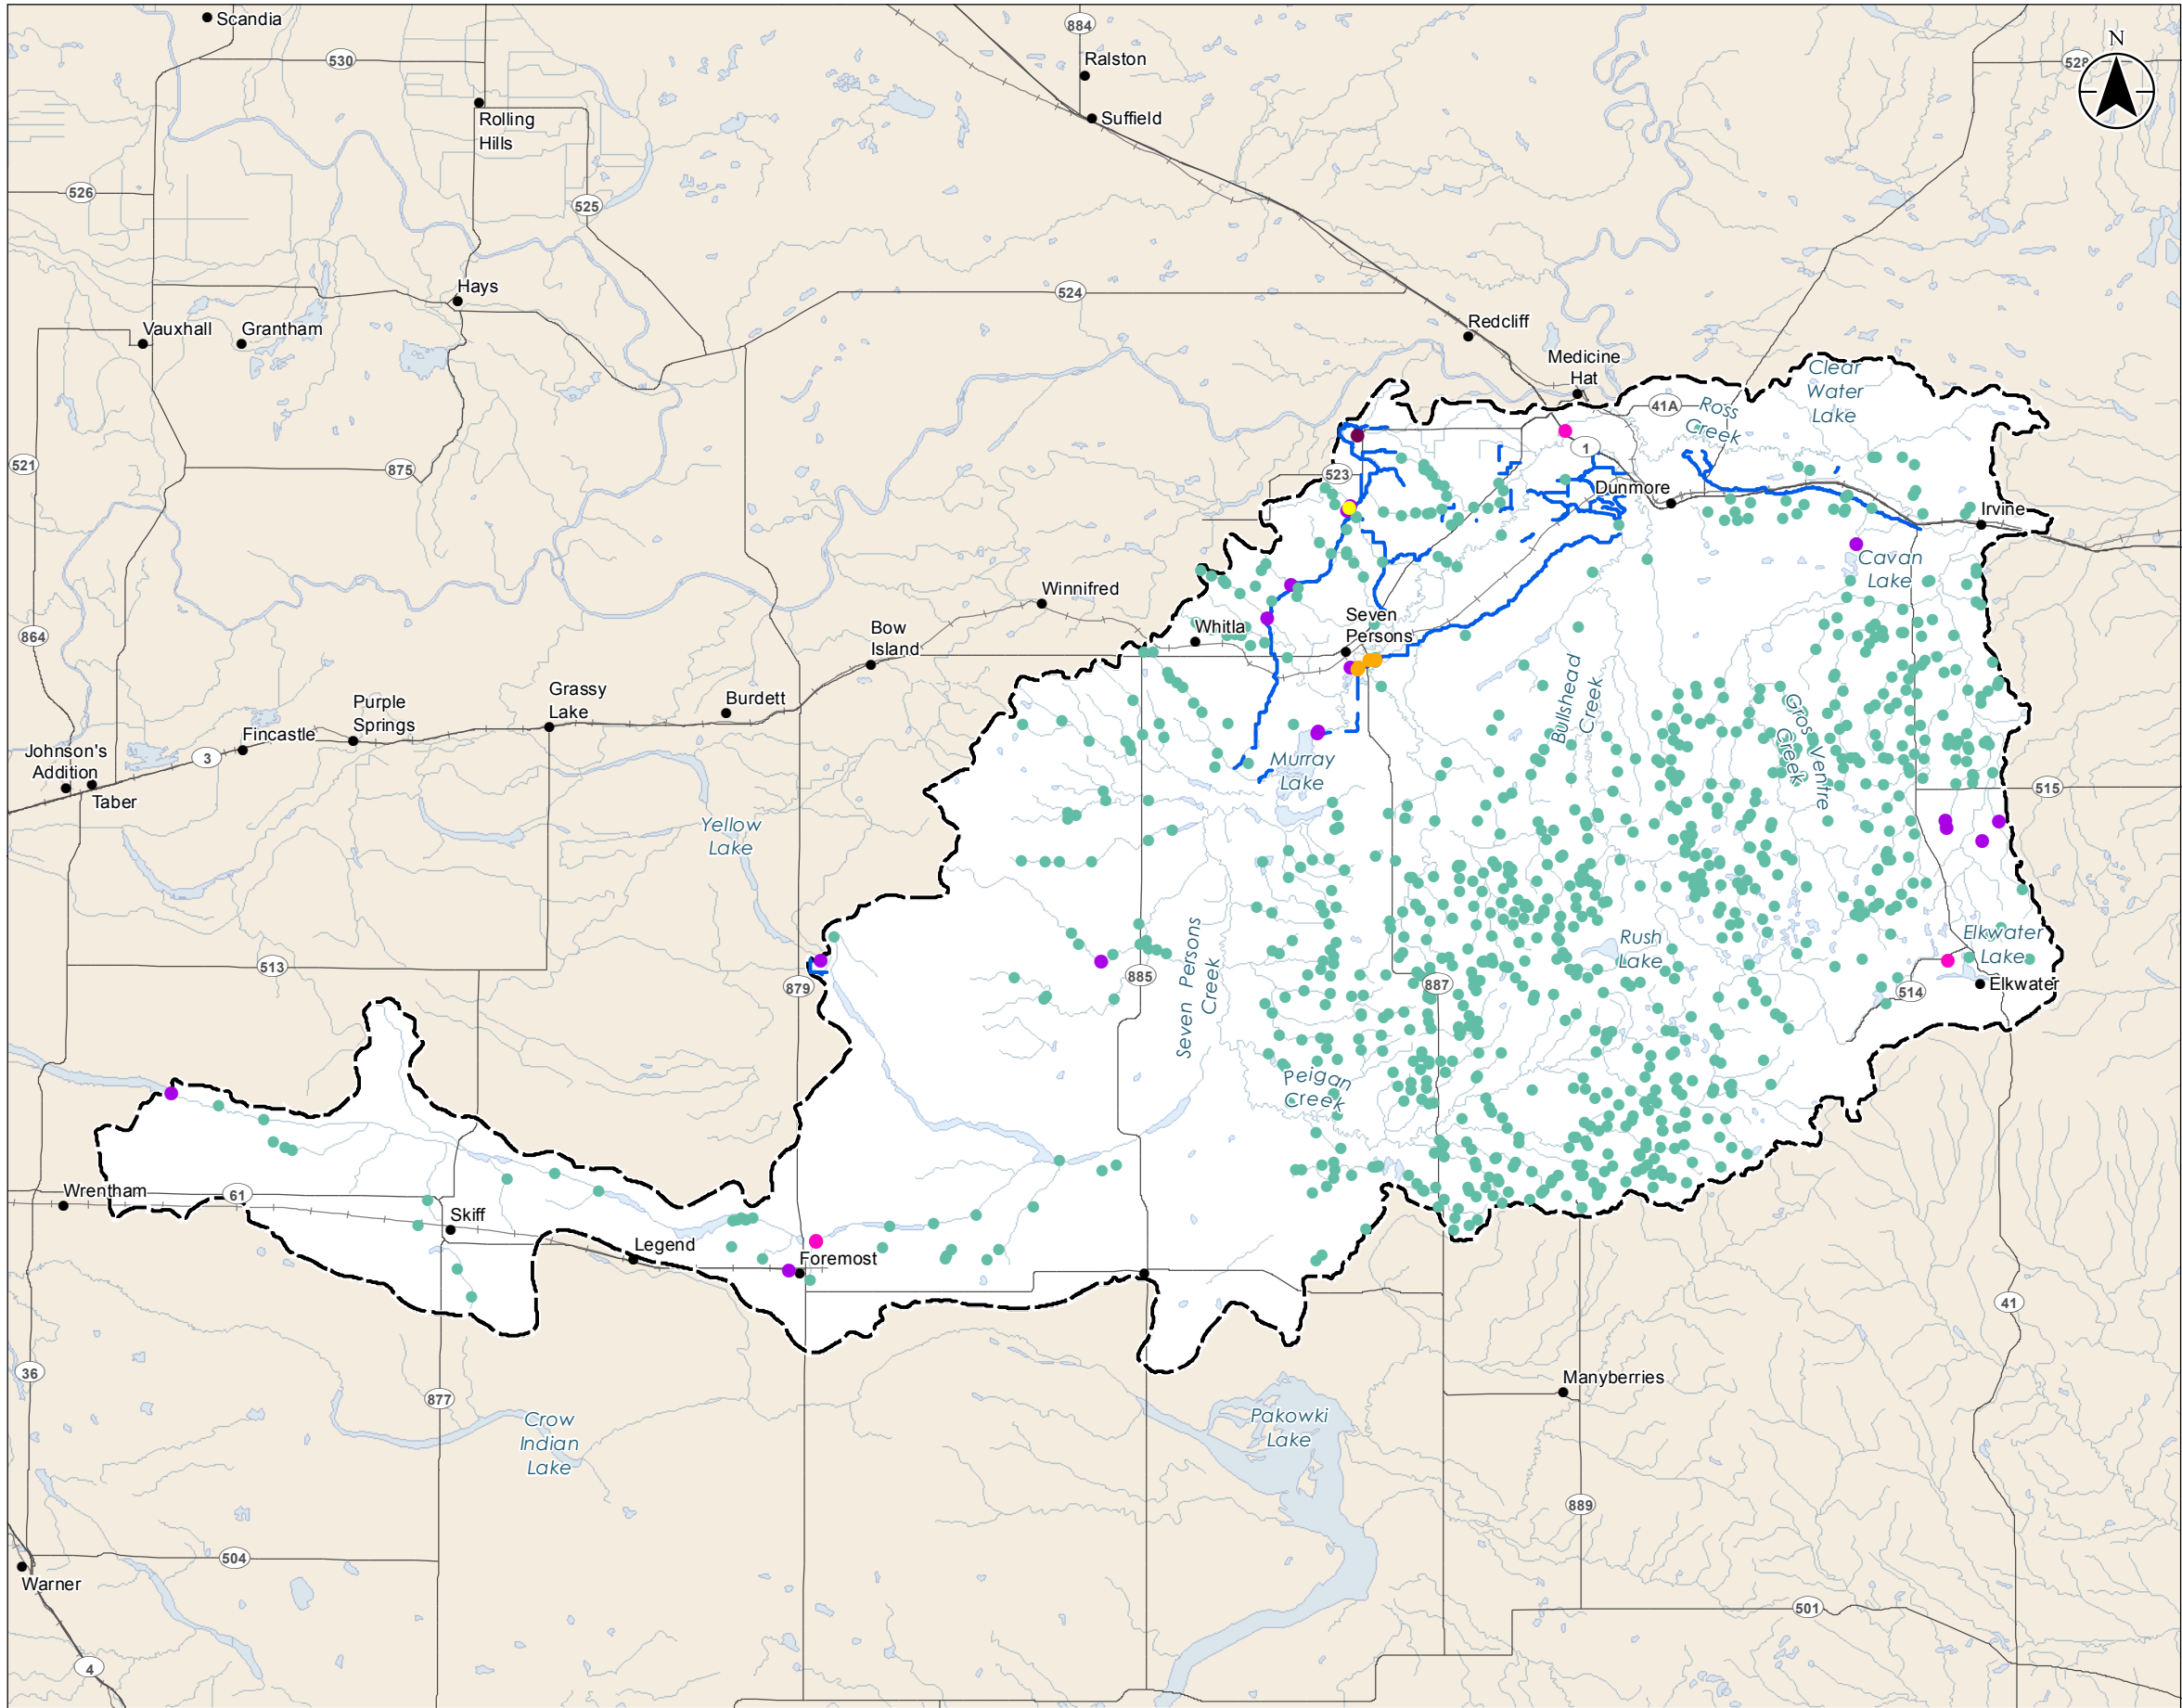 Scandia
884
N
530
Ralston
528
Rolling
Hills
Suffield
526
525
Hays
524
Vauxhall
Grantham
Redcliff
Medicine
Hat
Clear
Water
Lake
41A
Ross
Creek
1
521
875
523
Dunmore
Irvine
Cavan
Lake
Winnifred
864
Bow
Island
Whitla
Seven
Persons
Bullshead
Creek
Gros Ventre
Creek
Purple
Springs
Grassy
Lake
Burdett
Fincastle
Johnson's
Addition
3
Taber
Murray
Lake
515
Yellow
Lake
Seven Persons
Creek
Rush
Lake
Elkwater
Lake
513
879
885
887
514
Elkwater
Peigan
Creek
Wrentham
61
Skiff
Legend
Foremost
41
36
877
Manyberries
Crow
Indian
Lake
Pakowki
Lake
889
504
Warner
501
4